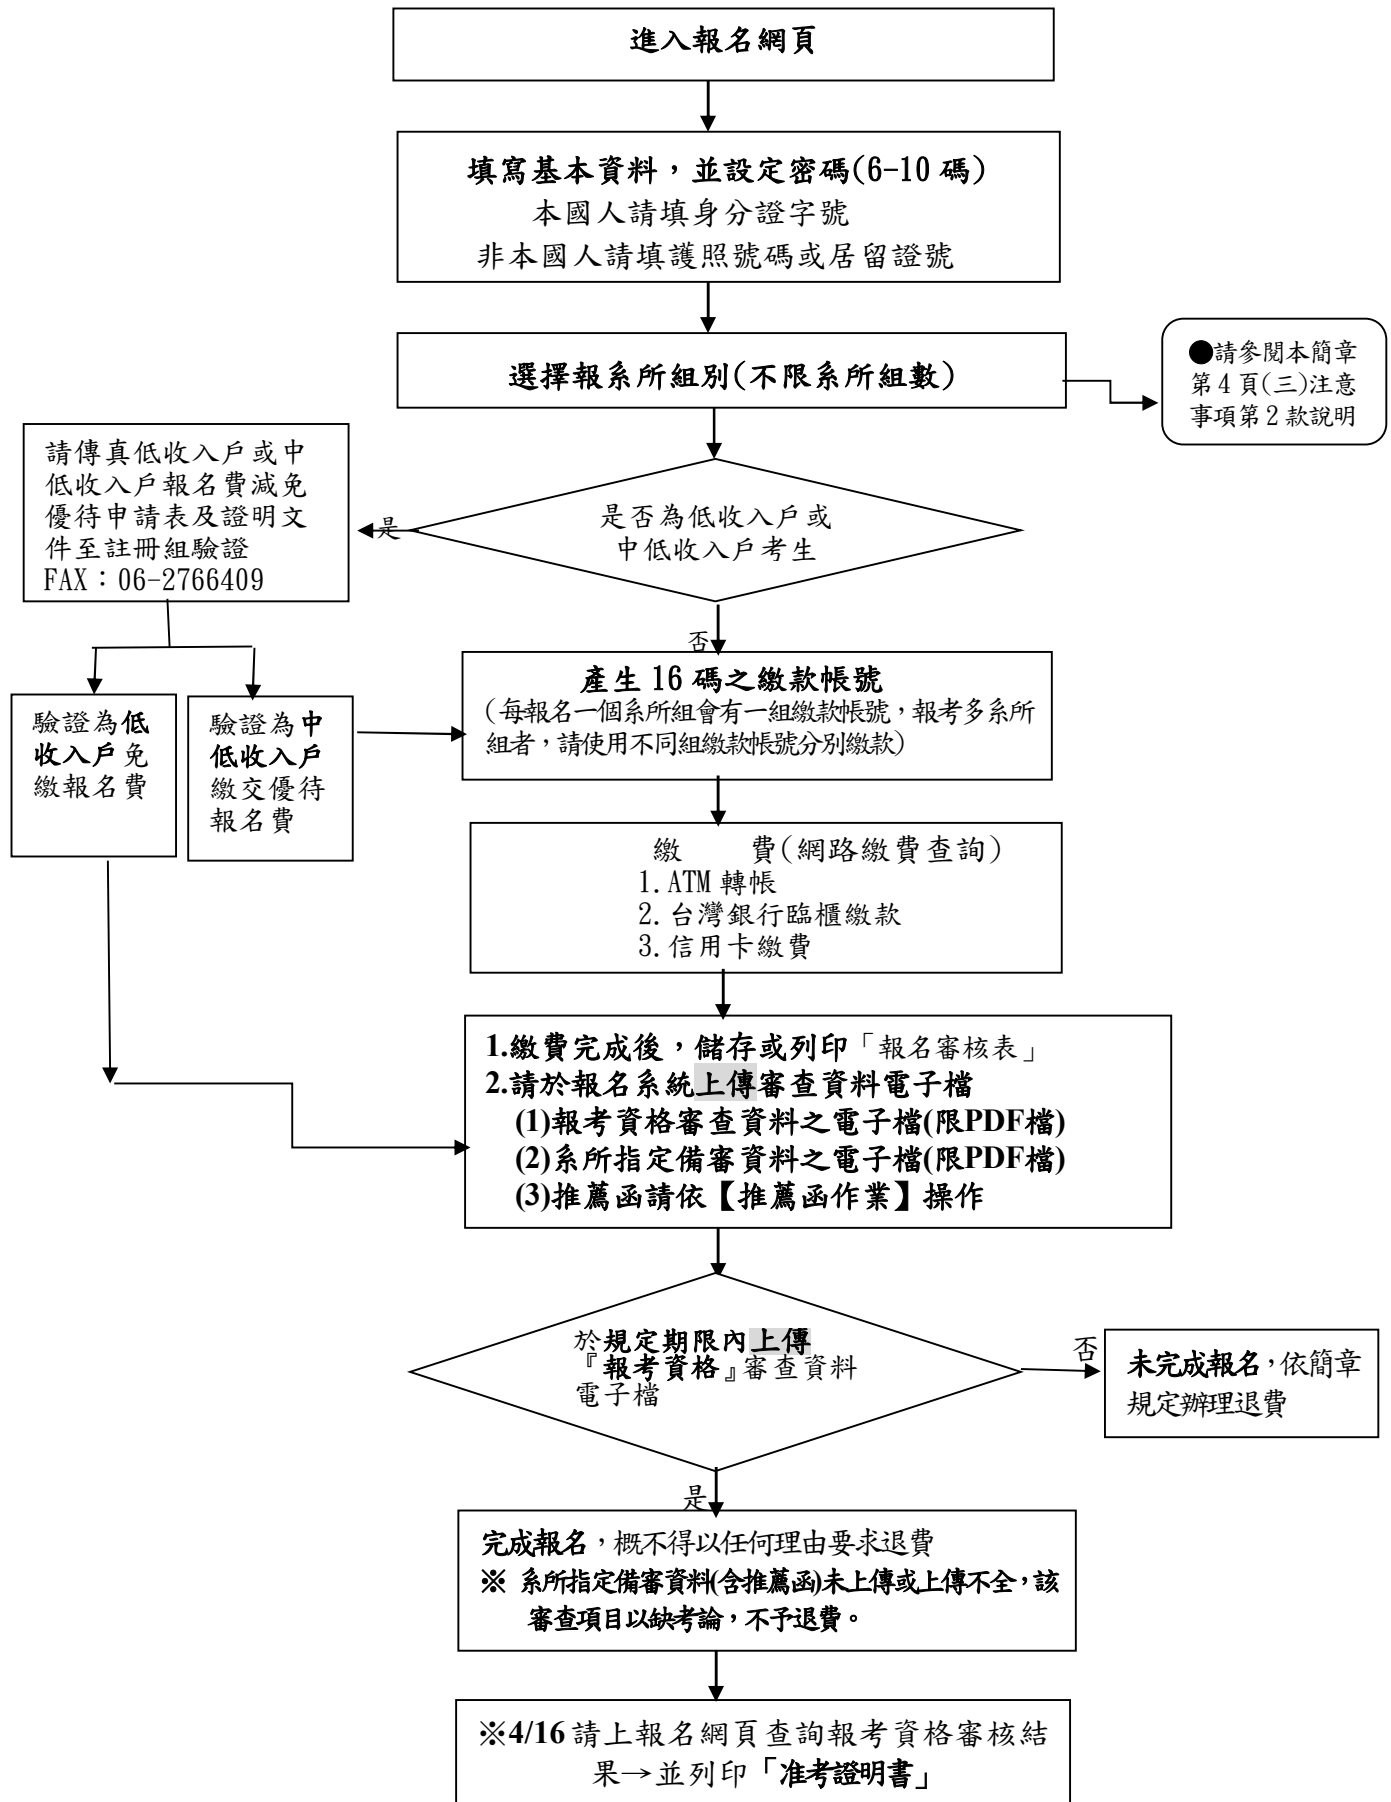 進入報名網頁
填寫基本資料，並設定密碼(6-10 碼)
本國人請填身分證字號
非本國人請填護照號碼或居留證號
選擇報系所組別(不限系所組數)
●請參閱本簡章
第 4 頁(三)注意
事項第 2 款說明
請傳真低收入戶或中
低收入戶報名費減免
優待申請表及證明文
件至註冊組驗證
FAX：06-2766409
是
是否為低收入戶或
中低收入戶考生
否
驗證為低
收入戶免
繳報名費
驗證為中
低收入戶
繳交優待
報名費
產生 16 碼之繳款帳號
(每報名一個系所組會有一組繳款帳號，報考多系所
組者，請使用不同組繳款帳號分別繳款)
繳　　費(網路繳費查詢)
1.ATM 轉帳
2.台灣銀行臨櫃繳款
3.信用卡繳費
1.繳費完成後，儲存或列印「報名審核表」
2.請於報名系統上傳審查資料電子檔
(1)報考資格審查資料之電子檔(限PDF檔)
(2)系所指定備審資料之電子檔(限PDF檔)
(3)推薦函請依【推薦函作業】操作
於規定期限內上傳
『報考資格』審查資料
電子檔
否
未完成報名，依簡章
規定辦理退費
是
完成報名，概不得以任何理由要求退費
※ 系所指定備審資料(含推薦函)未上傳或上傳不全，該
審查項目以缺考論，不予退費。
※4/16 請上報名網頁查詢報考資格審核結
果→並列印「准考證明書」